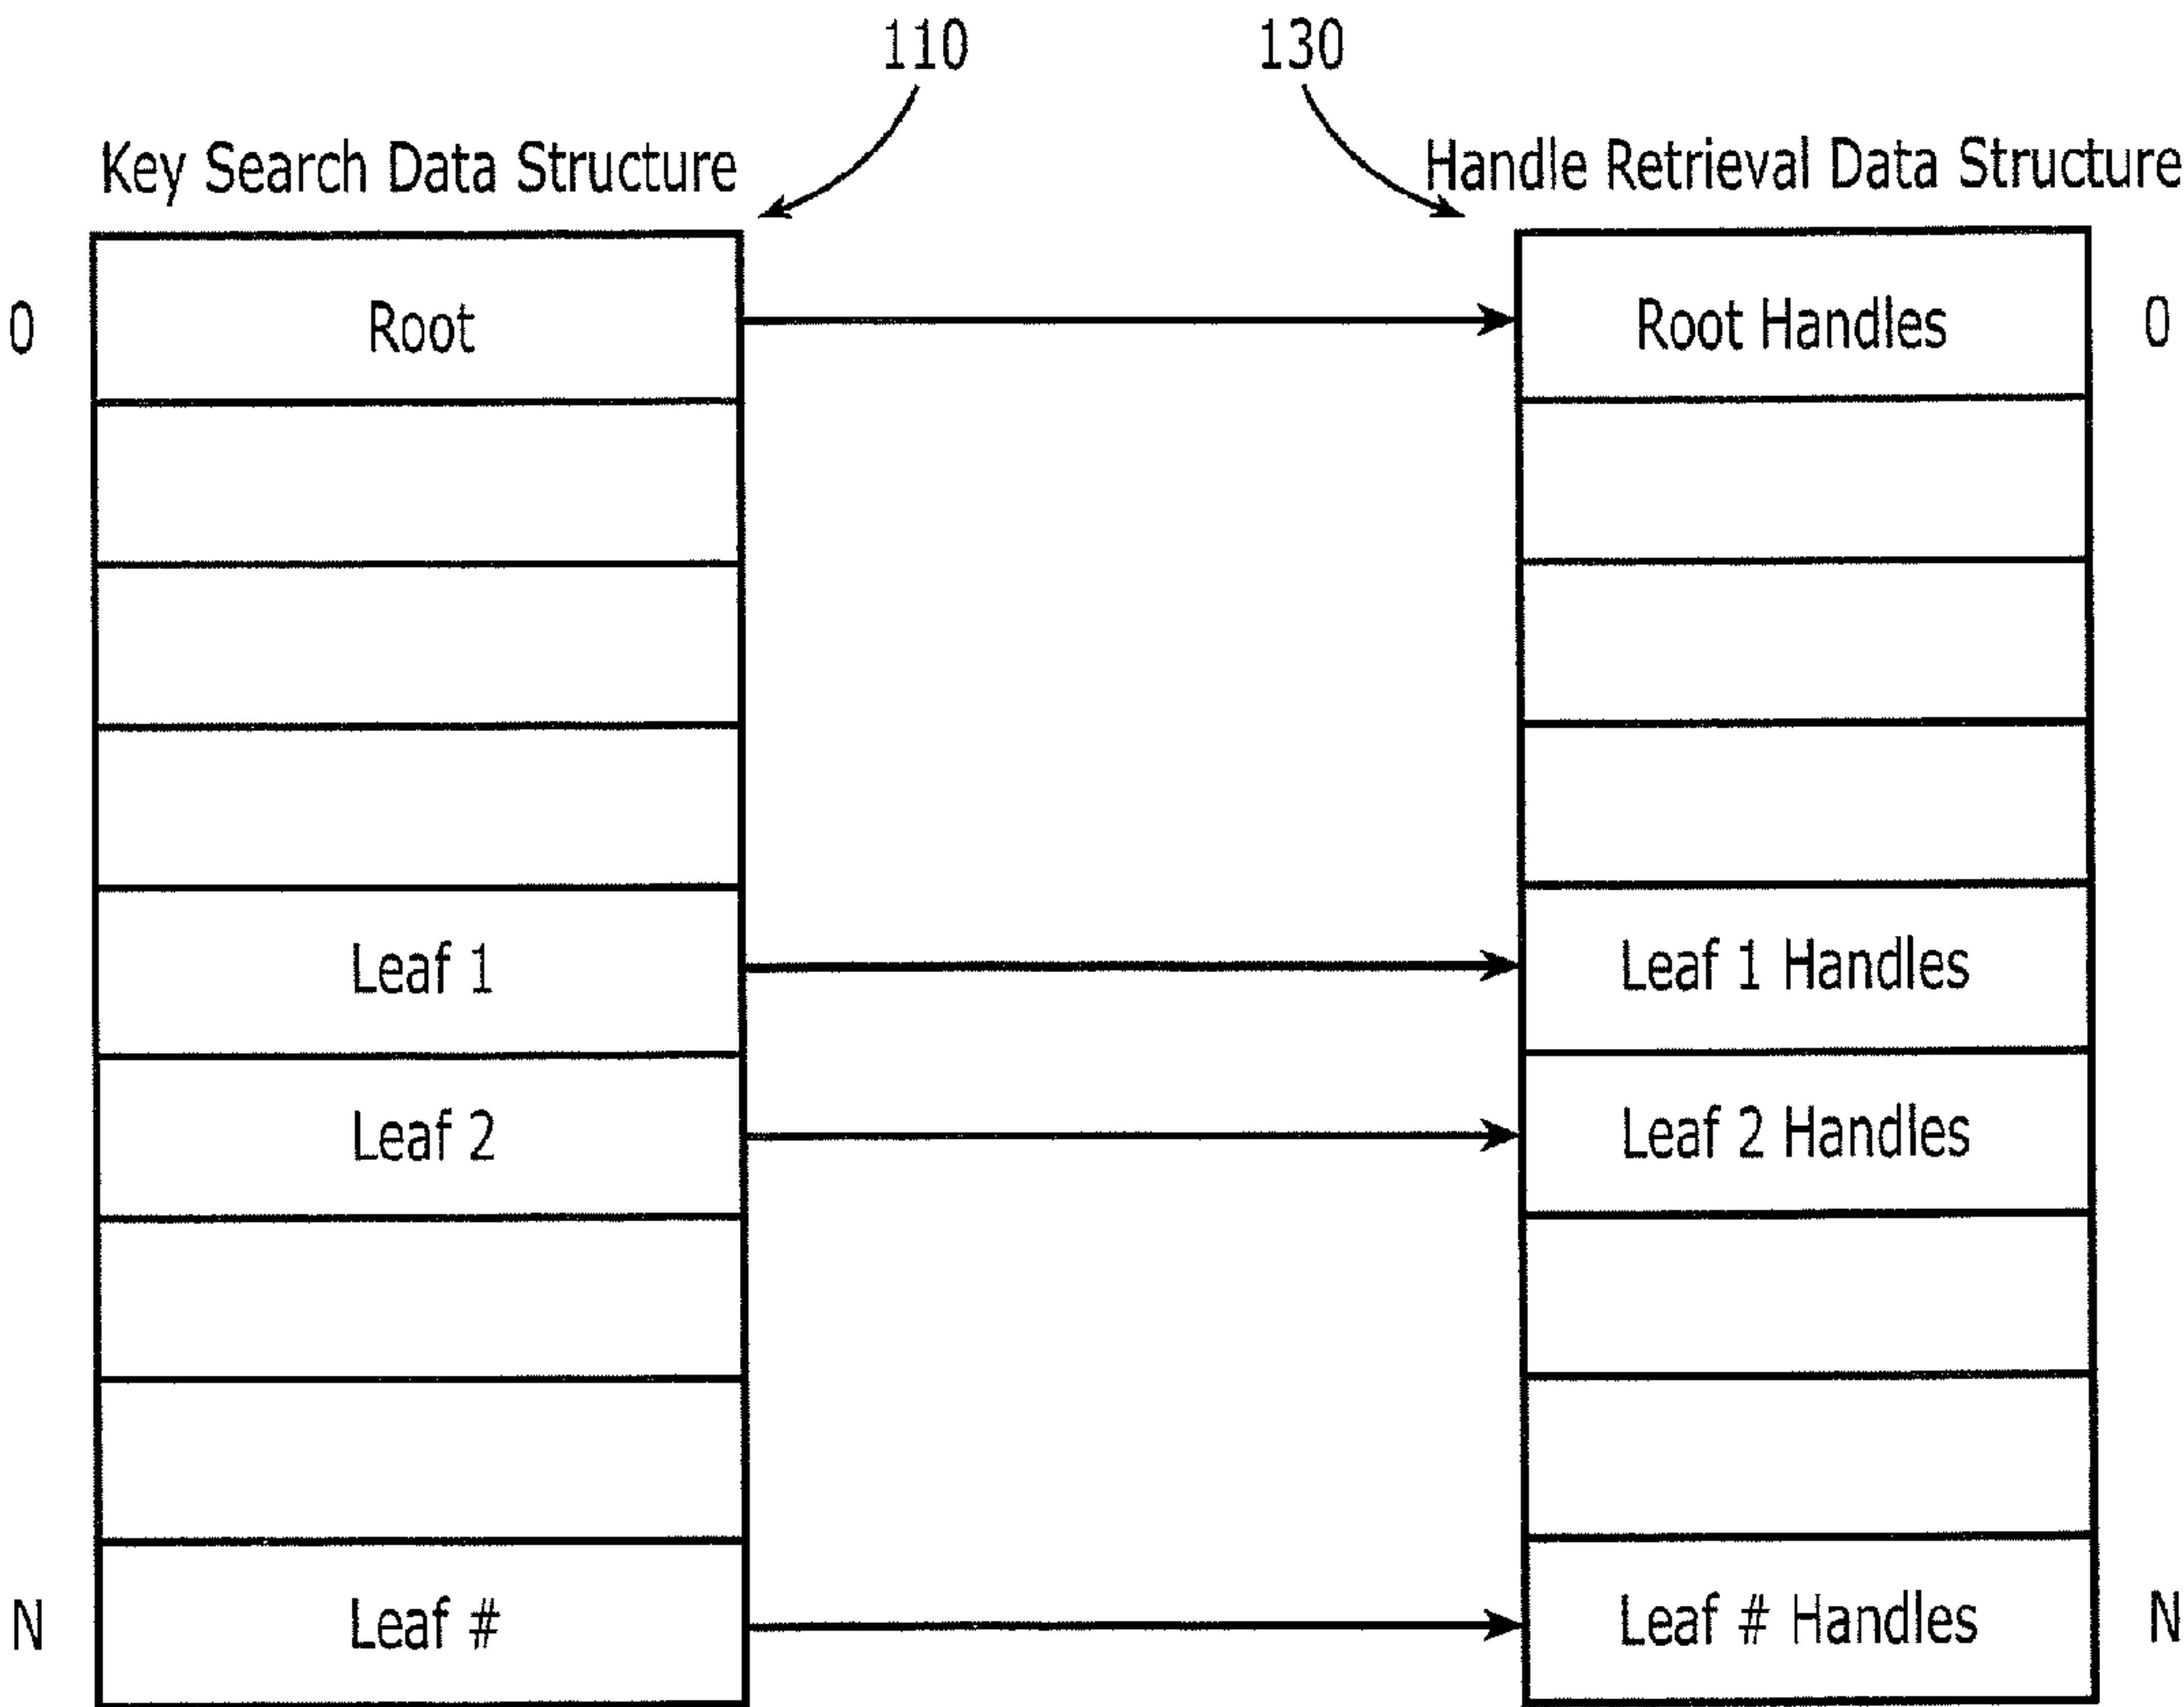 110 130
Key Search Data Structure Handle Retrieval Data Structure
0 Root Root Handles 0
Leaf 1 Leaf 1 Handles
Leaf 2 Leaf 2 Handles
N Leaf # Leaf # Handles N